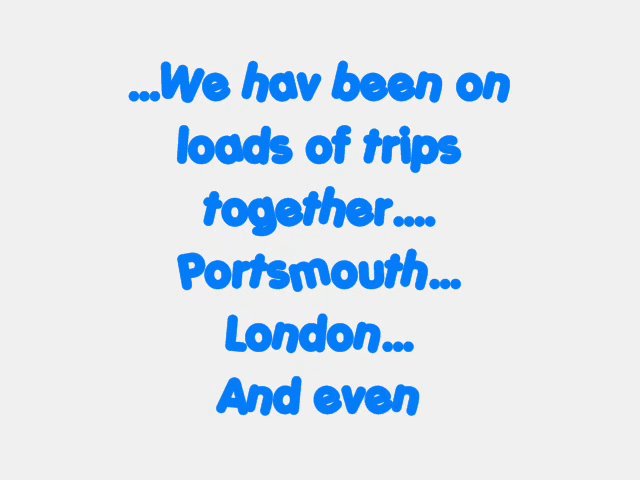 ...We hav been on
loads of trips
together....
Portsmouth...
London...
And even